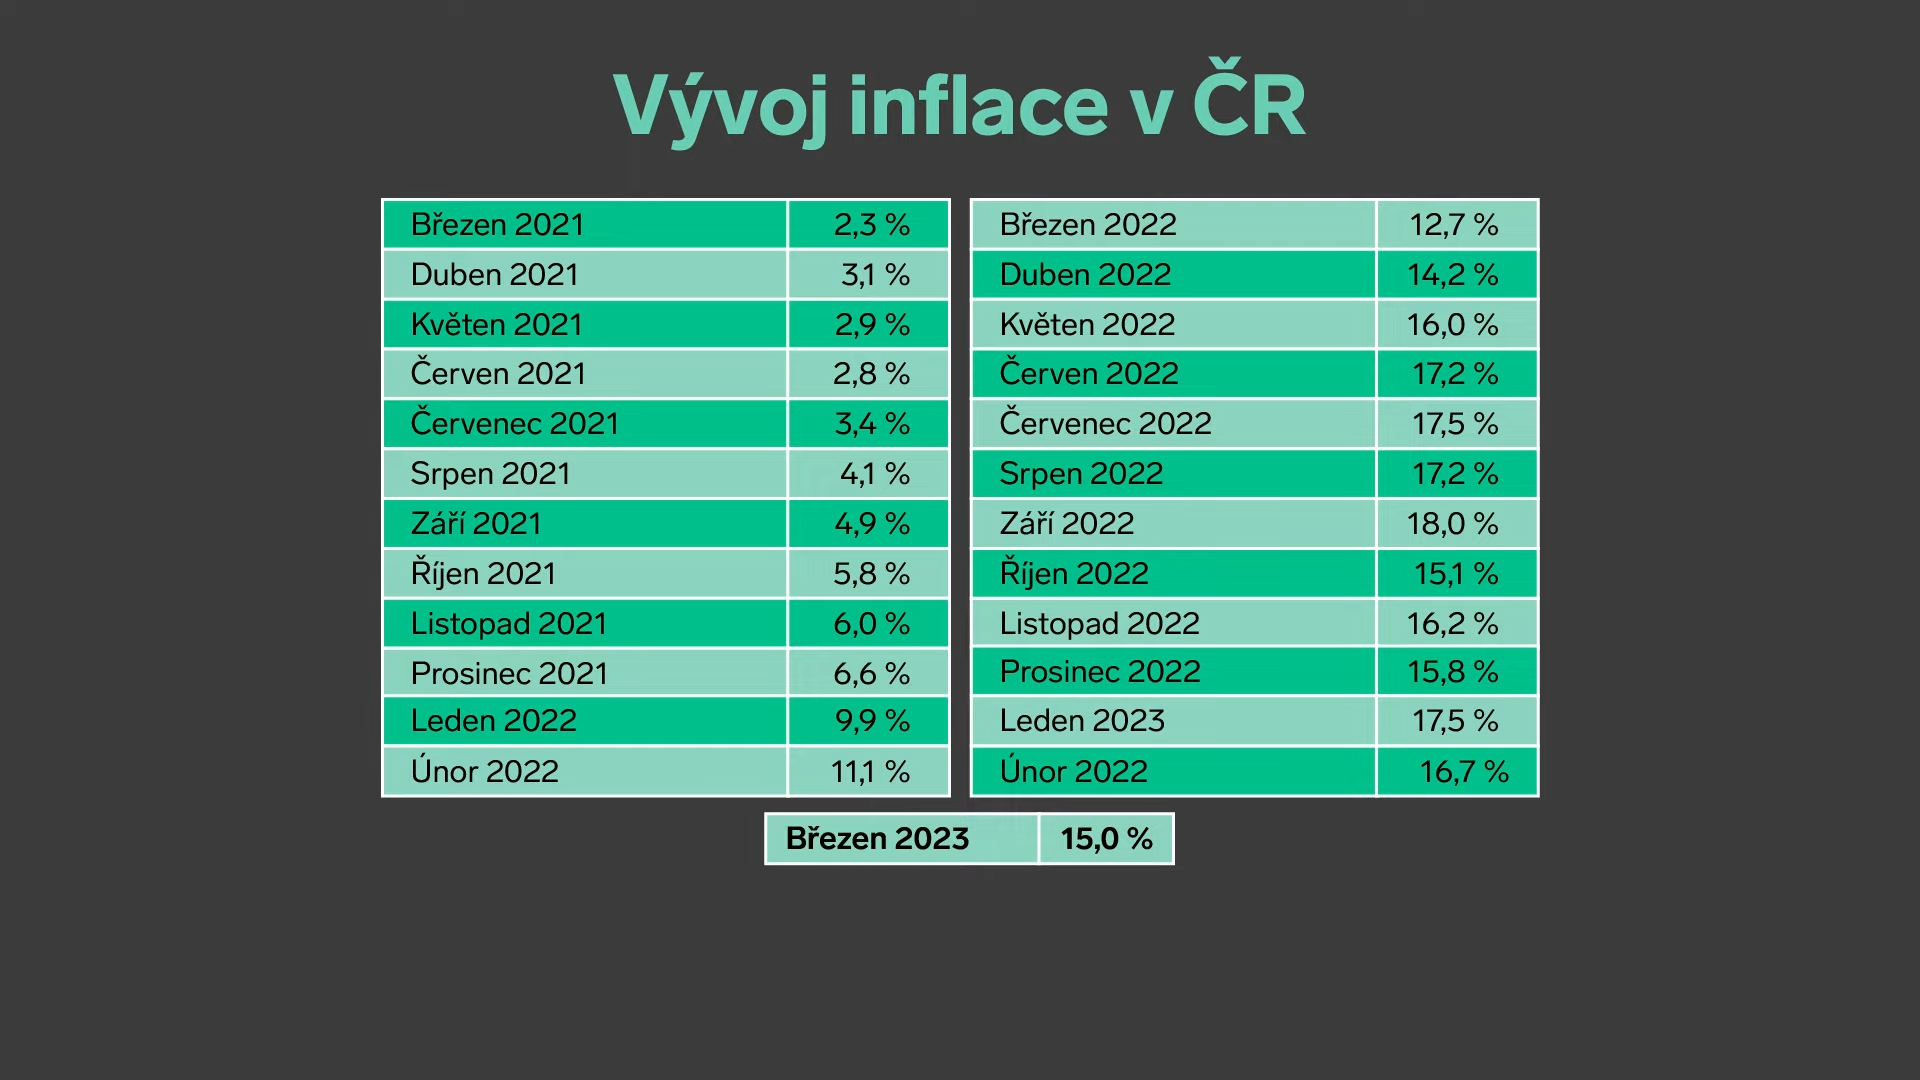 Vývoj inflace v ČR
Březen 2021 2,3 %
Duben 2021 3,1 %
Květen 2021 2,9 %
Červen 2021 2,8 %
Červenec 2021 3,4 %
Srpen 2021 4,1 %
Září 2021 4,9 %
Říjen 2021 5,8 %
Listopad 2021 6,0 %
Prosinec 2021 6,6 %
Leden 2022 9,9 %
Únor 2022 11,1 %
Březen 2022 12,7 %
Duben 2022 14,2 %
Květen 2022 16,0 %
Červen 2022 17,2 %
Červenec 2022 17,5 %
Srpen 2022 17,2 %
Září 2022 18,0 %
Říjen 2022 15,1 %
Listopad 2022 16,2 %
Prosinec 2022 15,8 %
Leden 2023 17,5 %
Únor 2022 16,7 %
Březen 2023 15,0 %